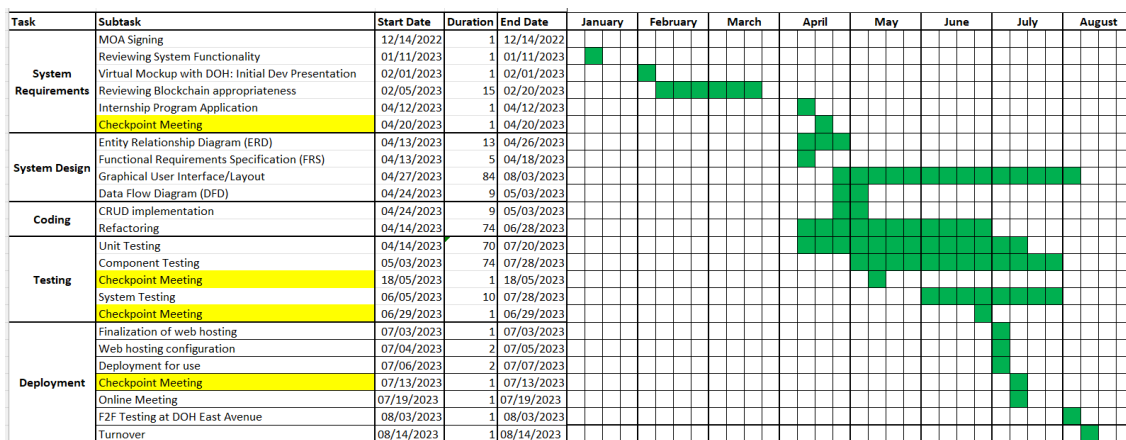 Task Subtask Start Date Duration End Date January February March April May June July August
MOA Signing 12/14/2022 1 12/14/2022
Reviewing System Functionality 01/11/2023 1 01/11/2023
System Virtual Mockup with DOH: Initial Dev Presentation 02/01/2023 1 02/01/2023
Requirements Reviewing Blockchain appropriateness 02/05/2023 15 02/20/2023
Internship Program Application 04/12/2023 1 04/12/2023
Checkpoint Meeting 04/20/2023 1 04/20/2023
Entity Relationship Diagram (ERD) 04/13/2023 13 04/26/2023
System Design Functional Requirements Specification (FRS) 04/13/2023 5 04/18/2023
Graphical User Interface/Layout 04/27/2023 84 08/03/2023
Data Flow Diagram (DFD) 04/24/2023 9 05/03/2023
Coding CRUD implementation 04/24/2023 9 05/03/2023
Refactoring 04/14/2023 74 06/28/2023
Unit Testing 04/14/2023 70 07/20/2023
Component Testing 05/03/2023 74 07/28/2023
Testing Checkpoint Meeting 18/05/2023 1 18/05/2023
System Testing 06/05/2023 10 07/28/2023
Checkpoint Meeting 06/29/2023 1 06/29/2023
Finalization of web hosting 07/03/2023 1 07/03/2023
Web hosting configuration 07/04/2023 2 07/05/2023
Deployment for use 07/06/2023 2 07/07/2023
Deployment Checkpoint Meeting 07/13/2023 1 07/13/2023
Online Meeting 07/19/2023 1 07/19/2023
F2F Testing at DOH East Avenue 08/03/2023 1 08/03/2023
Turnover 08/14/2023 1 08/14/2023